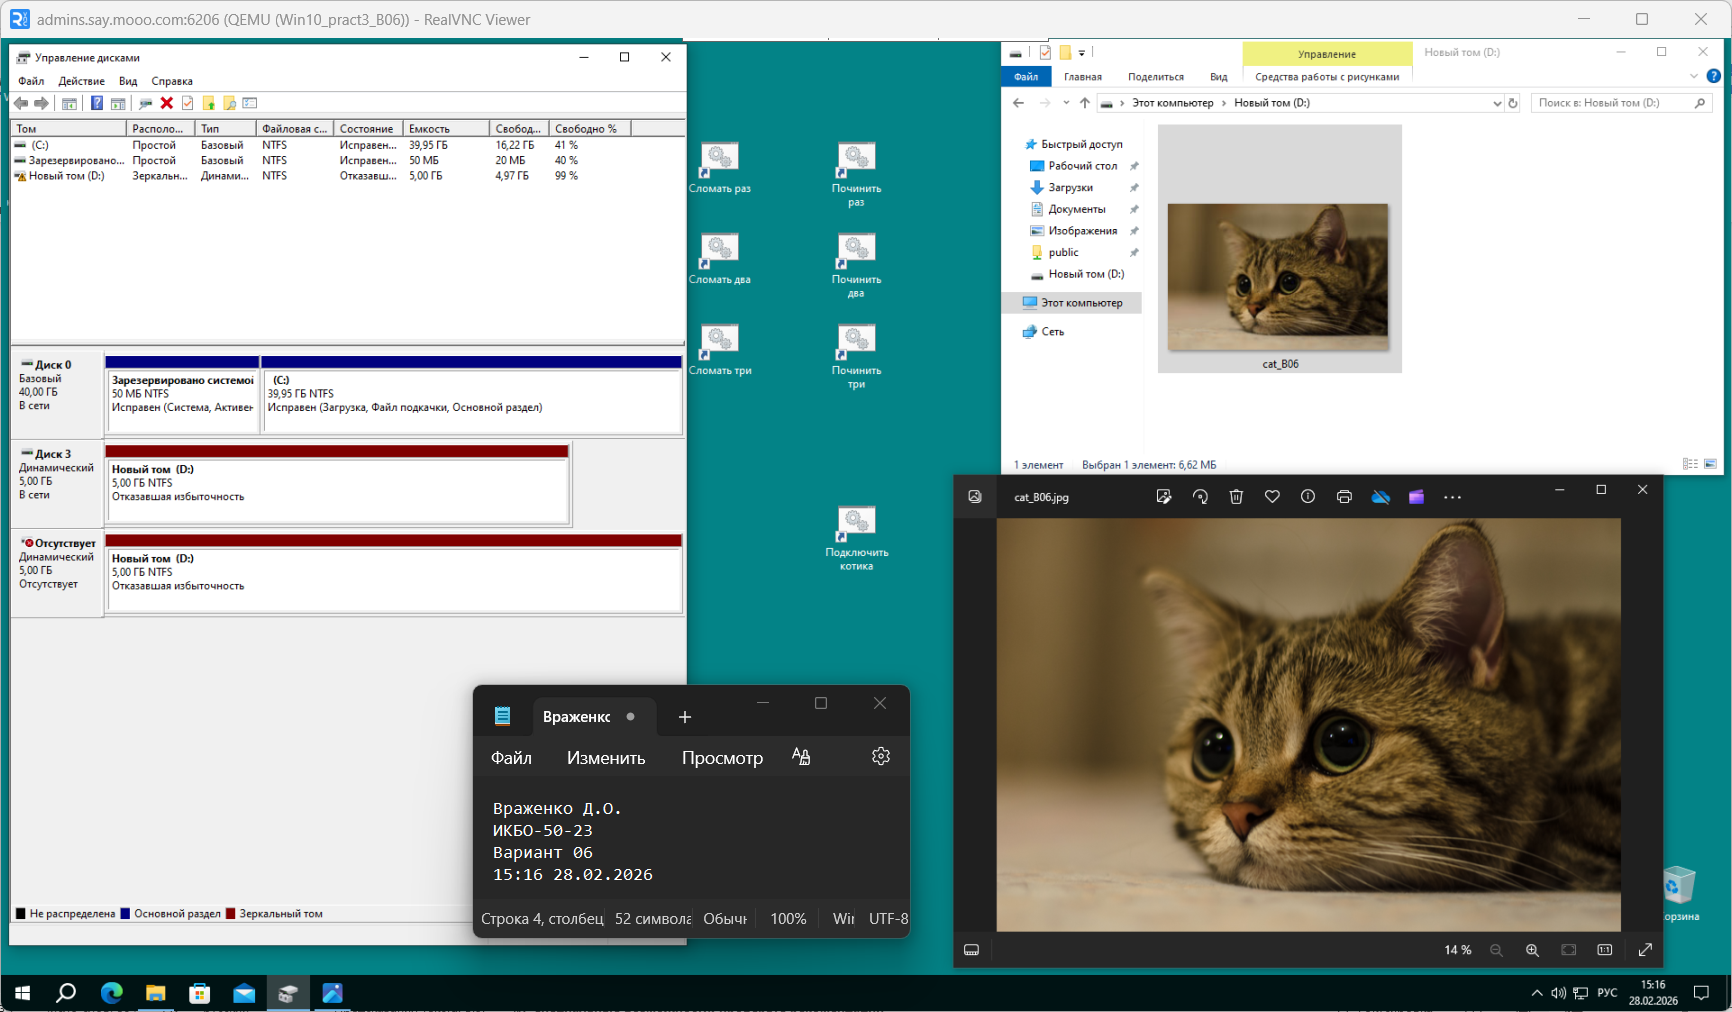 admins.say.mooo.com:6206 (QEMU (Win10_pract3_B06)) - RealVNC Viewer
Управление дисками
Файл Действие Вид Справка
Том Располо... Тип Файловая с... Состояние Емкость Свобод... Свободно %
(C:) Простой Базовый NTFS Исправен... 39,95 ГБ 16,22 ГБ 41 %
Зарезервировано... Простой Базовый NTFS Исправен... 50 МБ 20 МБ 40 %
Новый том (D:) Зеркальн... Динами... NTFS Отказавш... 5,00 ГБ 4,97 ГБ 99 %
Диск 0
Базовый
40,00 ГБ
В сети
Зарезервировано системой
50 МБ NTFS
Исправен (Система, Активен
(C:)
39,95 ГБ NTFS
Исправен (Загрузка, Файл подкачки, Основной раздел)
Диск 3
Динамический
5,00 ГБ
В сети
Новый том (D:)
5,00 ГБ NTFS
Отказавшая избыточность
Отсутствует
Динамический
5,00 ГБ
Отсутствует
Новый том (D:)
5,00 ГБ NTFS
Отказавшая избыточность
Не распределена Основной раздел Зеркальный том
Сломать раз
Починить
раз
Сломать два
Починить
два
Сломать три
Починить
три
Подключить
котика
Управление
Новый том (D:)
Файл Главная Поделиться Вид Средства работы с рисунками
Этот компьютер Новый том (D:)
Поиск в: Новый том (D:)
Быстрый доступ
Рабочий стол
Загрузки
Документы
Изображения
public
Новый том (D:)
Этот компьютер
Сеть
cat_B06
1 элемент Выбран 1 элемент: 6,62 МБ
cat_B06.jpg
14 %
1:1
Враженко
Файл Изменить Просмотр
Враженко Д.О.
ИКБО-50-23
Вариант 06
15:16 28.02.2026
Строка 4, столбец 52 символа Обычн 100% Win UTF-8
орзина
РУС
15:16
28.02.2026